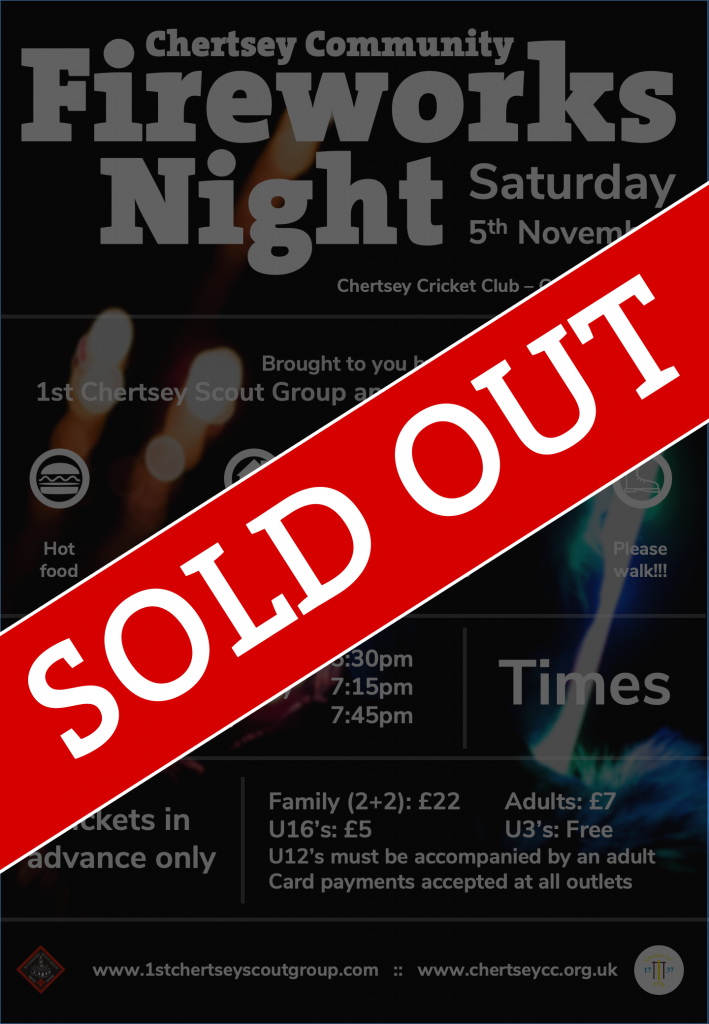 Chertsey Community
Fireworks
Night
Saturday
5th
Chertsey Cricket Club –
Brought to you
1st Chertsey Scout Group
SOLD OUT
Hot
food
Please
walk!!!
7:15pm
7:45pm
Times
in
advance only
Family (2+2): £22
Adults: £7
U16’s: £5
U3’s: Free
U12’s must be accompanied by an adult
Card payments accepted at all outlets
www.1stchertseyscoutgroup.com :: www.chertseycc.org.uk
17 37